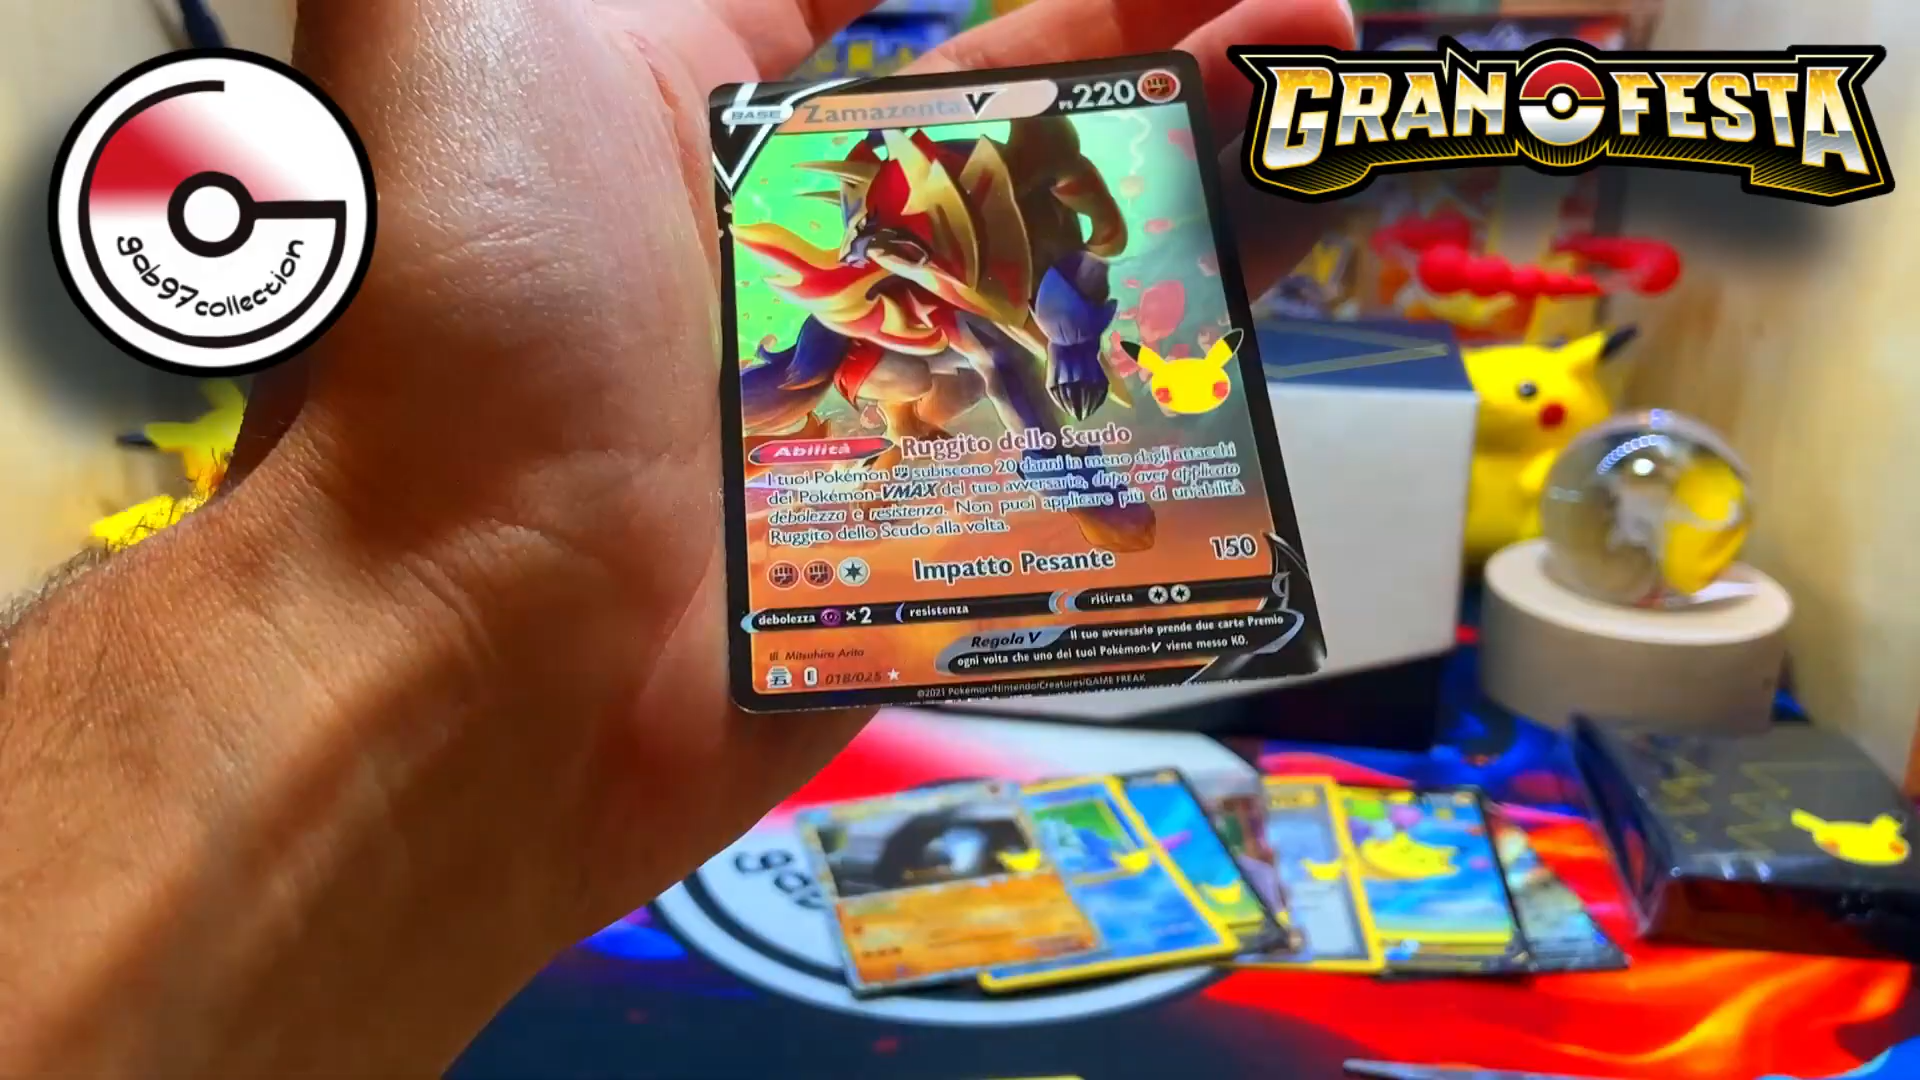 gab97collection
GRAN FESTA
BASE
Zamazenta V
PS 220
Abilità Ruggito dello Scudo
I tuoi Pokémon subiscono 20 danni in meno dagli attacchi
dei Pokémon-VMAX del tuo avversario, dopo aver applicato
debolezza e resistenza. Non puoi applicare più di un'abilità
Ruggito dello Scudo alla volta.
Impatto Pesante 150
debolezza ×2 resistenza ritirata
Regola V Il tuo avversario prende due carte Premio
ogni volta che uno dei tuoi Pokémon-V viene messo KO.
Ill. Mitsuhiro Arita
018/025
©2021 Pokémon/Nintendo/Creatures/GAME FREAK
gab